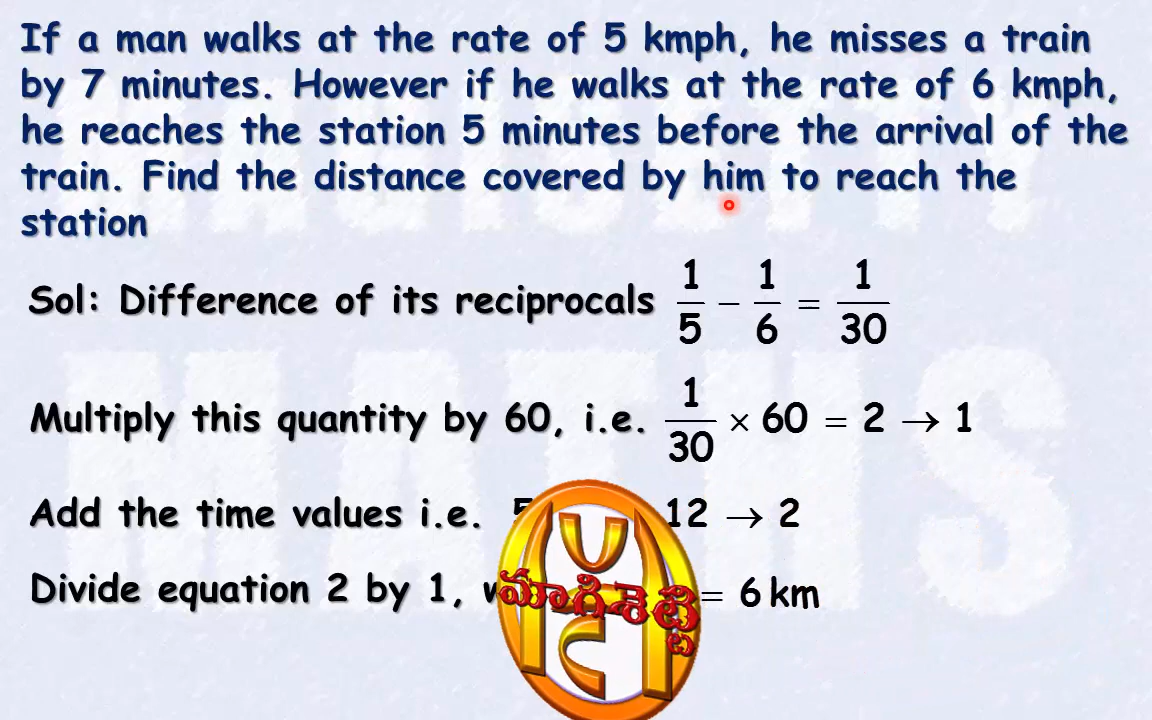 If a man walks at the rate of 5 kmph, he misses a train
by 7 minutes. However if he walks at the rate of 6 kmph,
he reaches the station 5 minutes before the arrival of the
train. Find the distance covered by him to reach the
station
Sol: Difference of its reciprocals 1/5 − 1/6 = 1/30
Multiply this quantity by 60, i.e. 1/30 × 60 = 2 → 1
Add the time values i.e. 12 → 2
Divide equation 2 by 1, = 6 km
మాగిశెట్టి